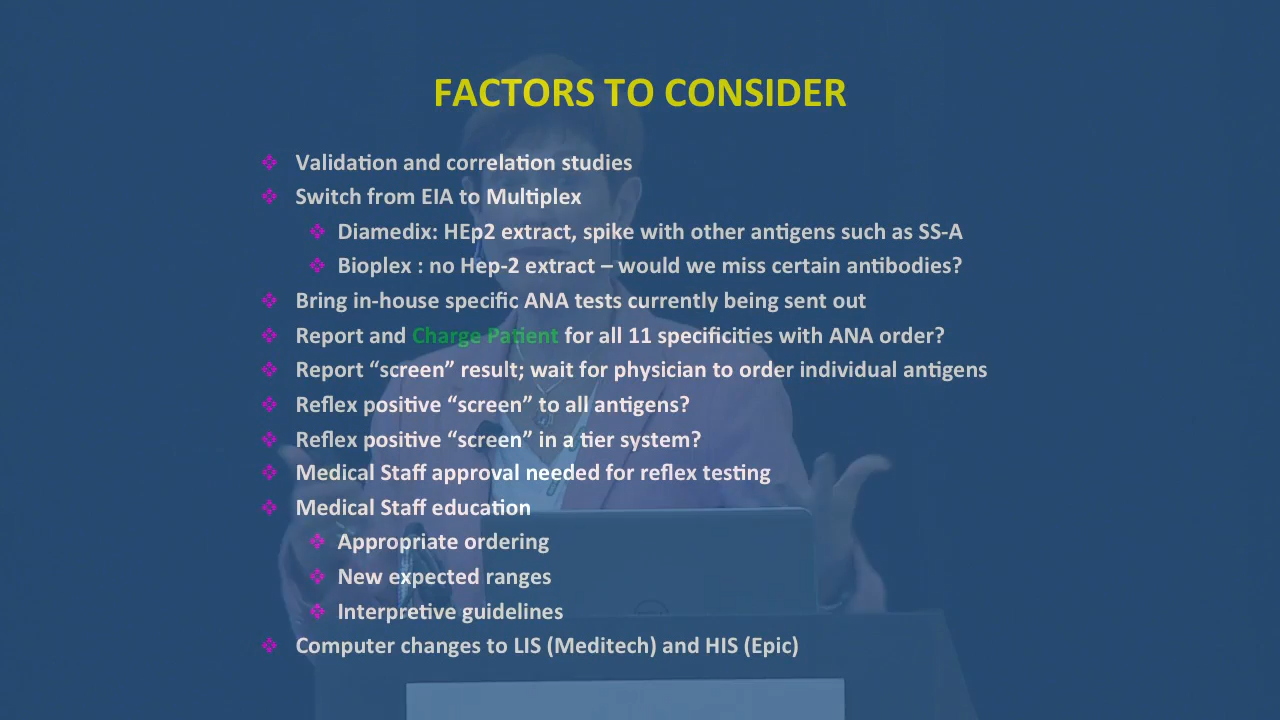 FACTORS TO CONSIDER
Validation and correlation studies
Switch from EIA to Multiplex
Diamedix: HEp2 extract, spike with other antigens such as SS-A
Bioplex : no Hep-2 extract – would we miss certain antibodies?
Bring in-house specific ANA tests currently being sent out
Report and Charge Patient for all 11 specificities with ANA order?
Report “screen” result; wait for physician to order individual antigens
Reflex positive “screen” to all antigens?
Reflex positive “screen” in a tier system?
Medical Staff approval needed for reflex testing
Medical Staff education
Appropriate ordering
New expected ranges
Interpretive guidelines
Computer changes to LIS (Meditech) and HIS (Epic)